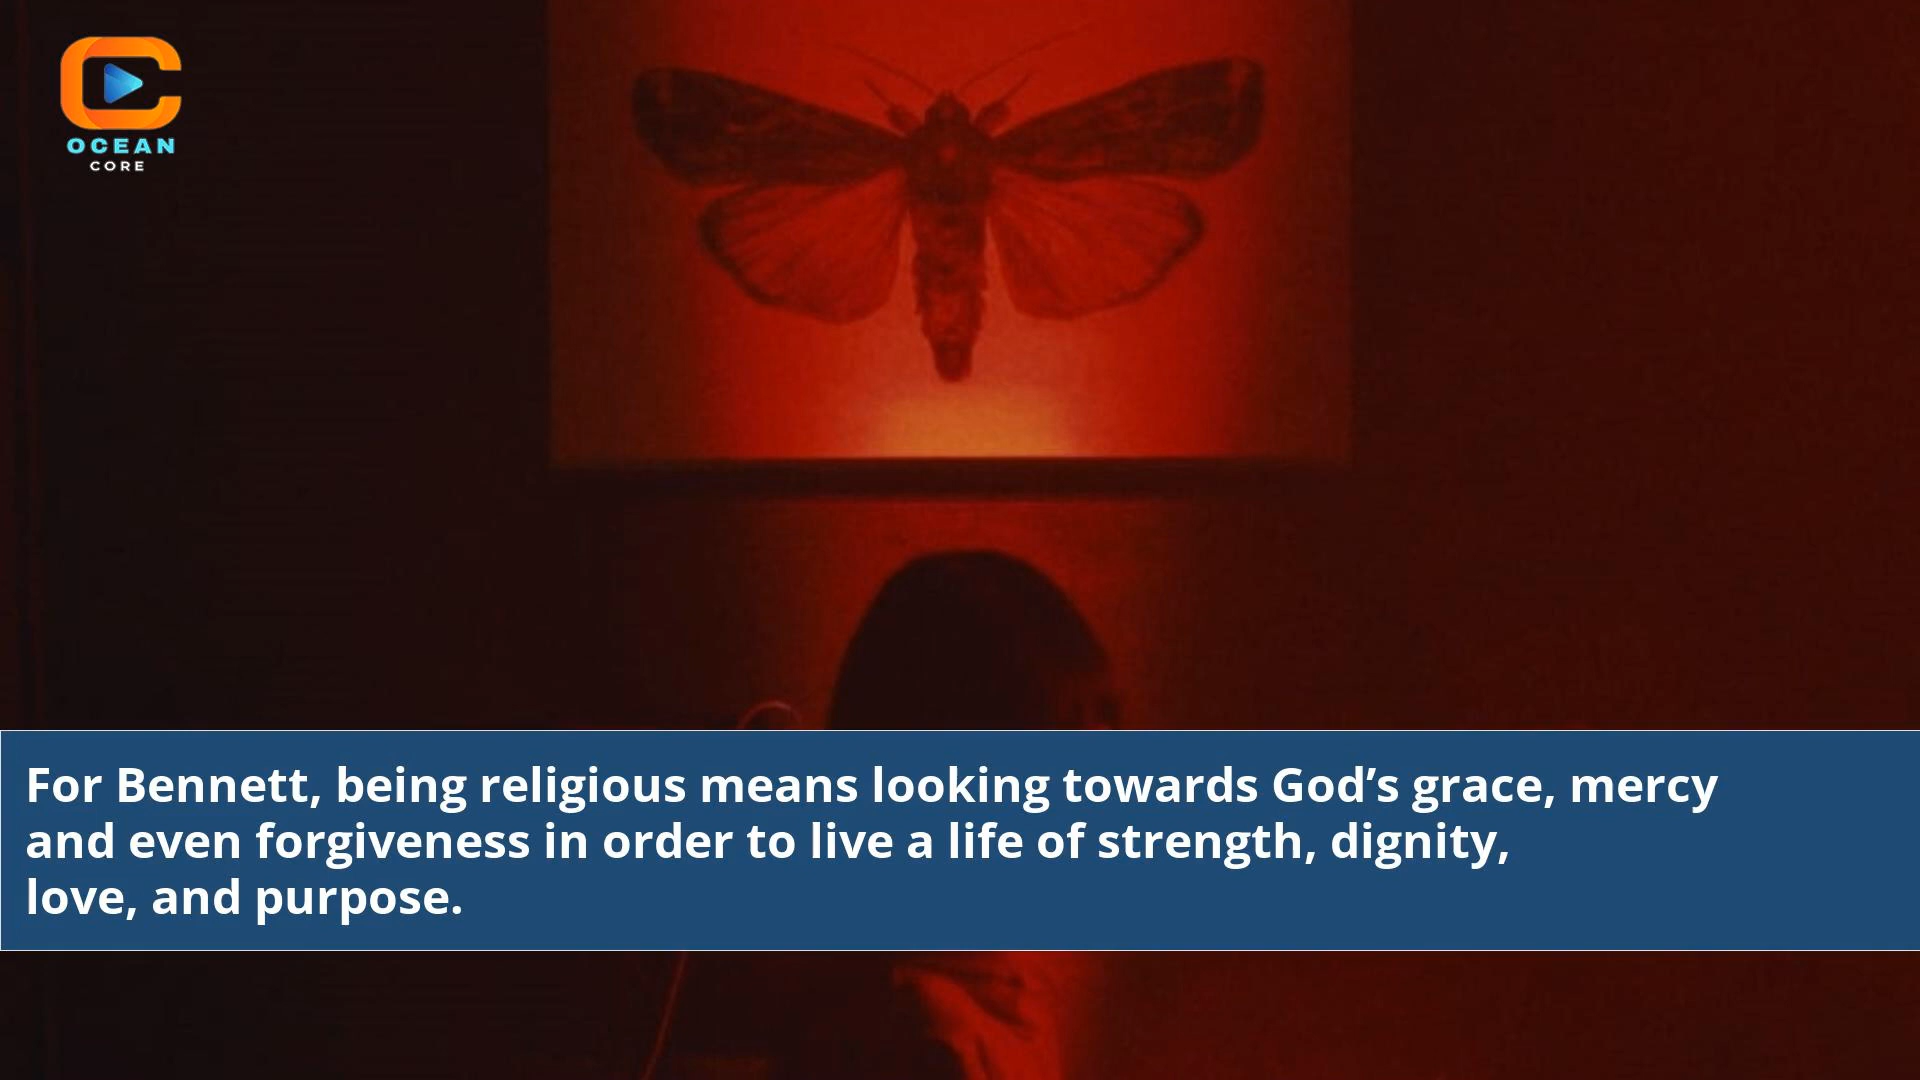 OCEAN
CORE
For Bennett, being religious means looking towards God’s grace, mercy
and even forgiveness in order to live a life of strength, dignity,
love, and purpose.